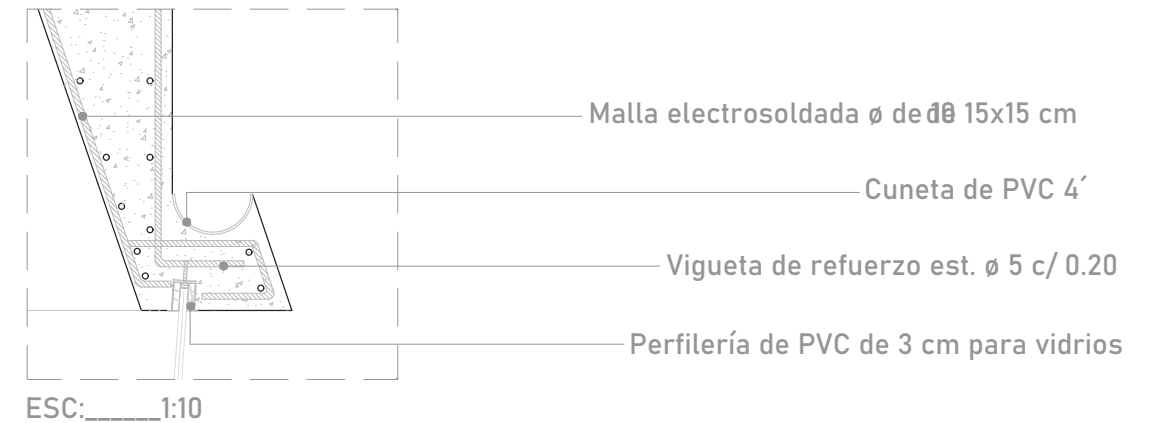 Malla electrosoldada ø de 15x15 cm
Cuneta de PVC 4´
Vigueta de refuerzo est. ø 5 c/ 0.20
Perfilería de PVC de 3 cm para vidrios
ESC:______1:10